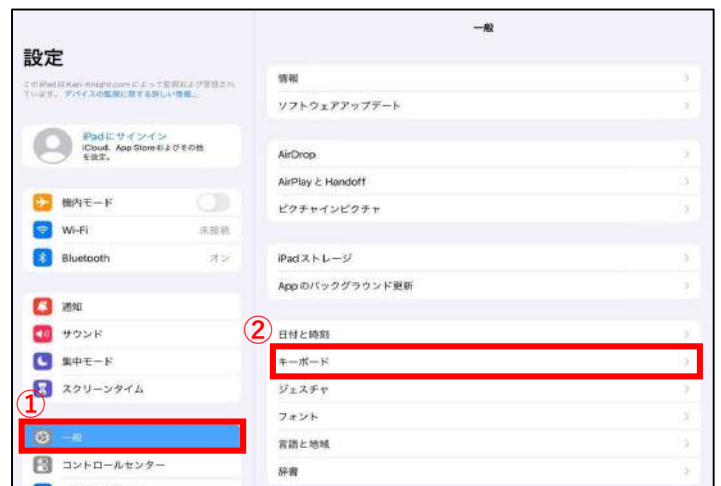 設定
このiPadはKan-Knight.comによって監視および管理されています。
デバイスの監視に関する詳しい情報...
iPadにサインイン
iCloud、App Storeおよびその他
を設定。
機内モード
Wi-Fi 未接続
Bluetooth オン
通知
サウンド
集中モード
スクリーンタイム
①
一般
コントロールセンター
一般
情報
ソフトウェアアップデート
AirDrop
AirPlayとHandoff
ピクチャインピクチャ
iPadストレージ
Appのバックグラウンド更新
②
日付と時刻
キーボード
ジェスチャ
フォント
言語と地域
辞書